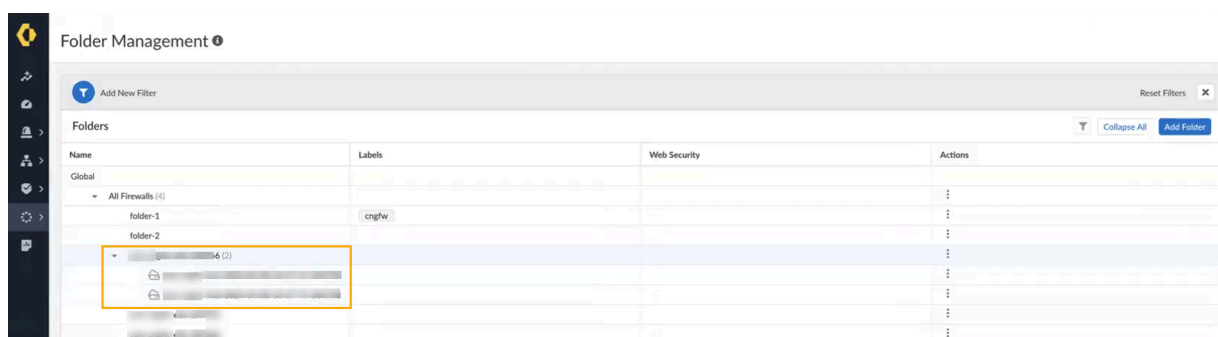 Folder Management
Add New Filter
Reset Filters
Folders
Collapse All Add Folder
Name Labels Web Security Actions
Global
All Firewalls (4)
folder-1 cngfw
folder-2
6 (2)